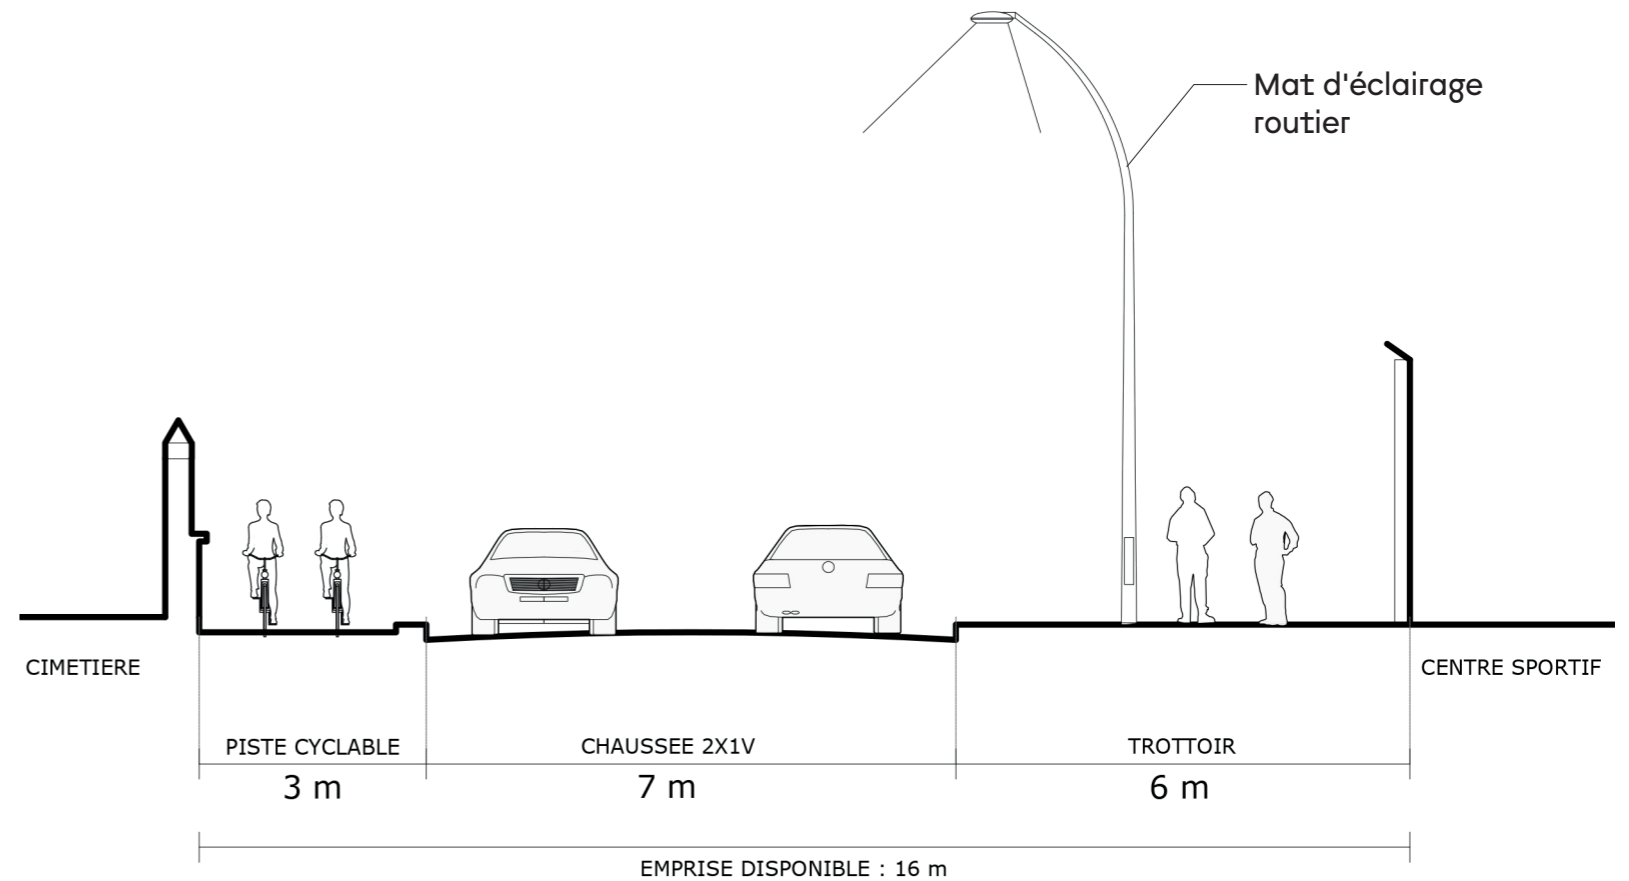 Mat d'éclairage
routier
CIMETIERE
CENTRE SPORTIF
PISTE CYCLABLE
CHAUSSEE 2X1V
TROTTOIR
3 m
7 m
6 m
EMPRISE DISPONIBLE : 16 m